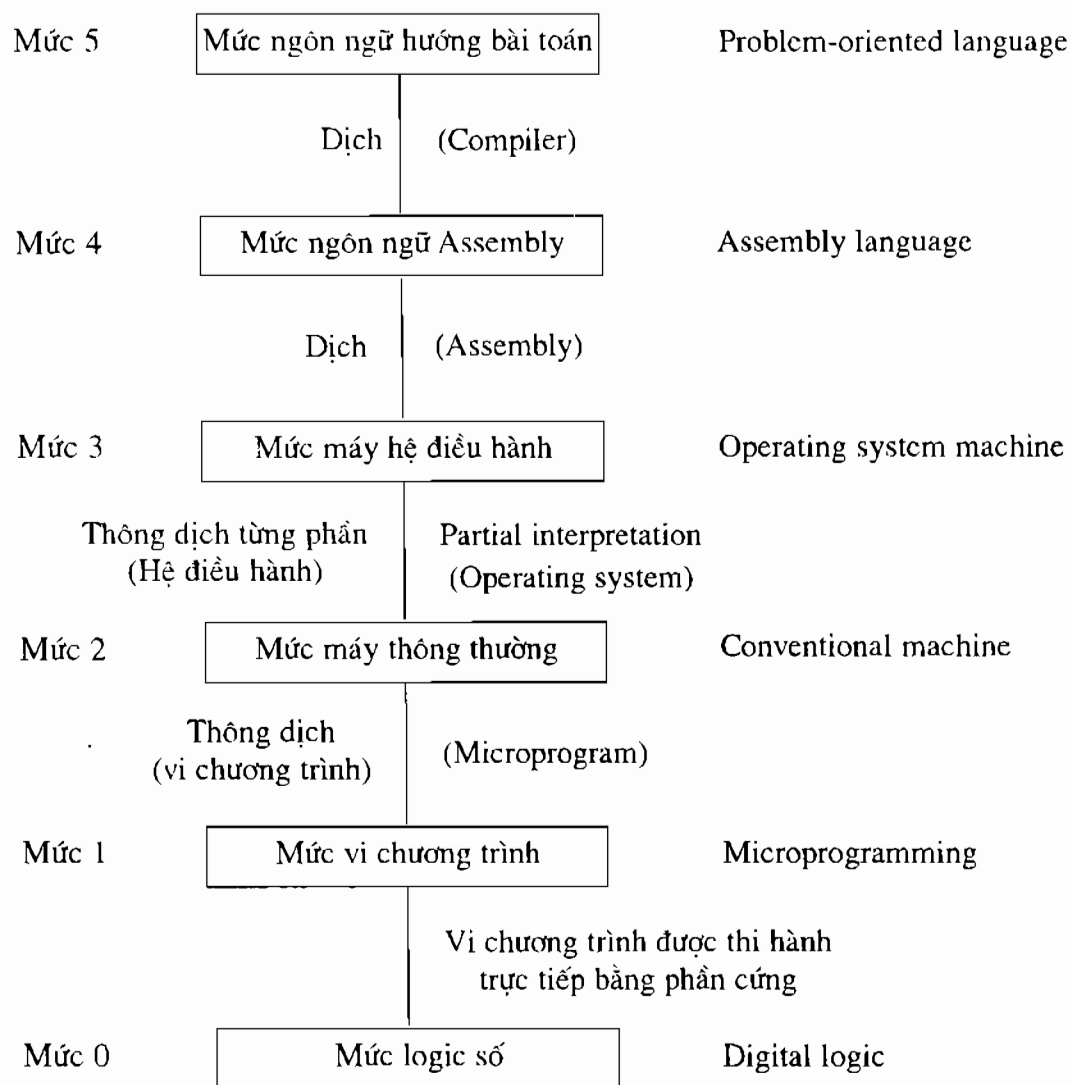 Mức 5 Mức ngôn ngữ hướng bài toán Problem-oriented language
Dịch (Compiler)
Mức 4 Mức ngôn ngữ Assembly Assembly language
Dịch (Assembly)
Mức 3 Mức máy hệ điều hành Operating system machine
Thông dịch từng phần Partial interpretation
(Hệ điều hành) (Operating system)
Mức 2 Mức máy thông thường Conventional machine
Thông dịch
(vi chương trình) (Microprogram)
Mức 1 Mức vi chương trình Microprogramming
Vi chương trình được thi hành
trực tiếp bằng phần cứng
Mức 0 Mức logic số Digital logic